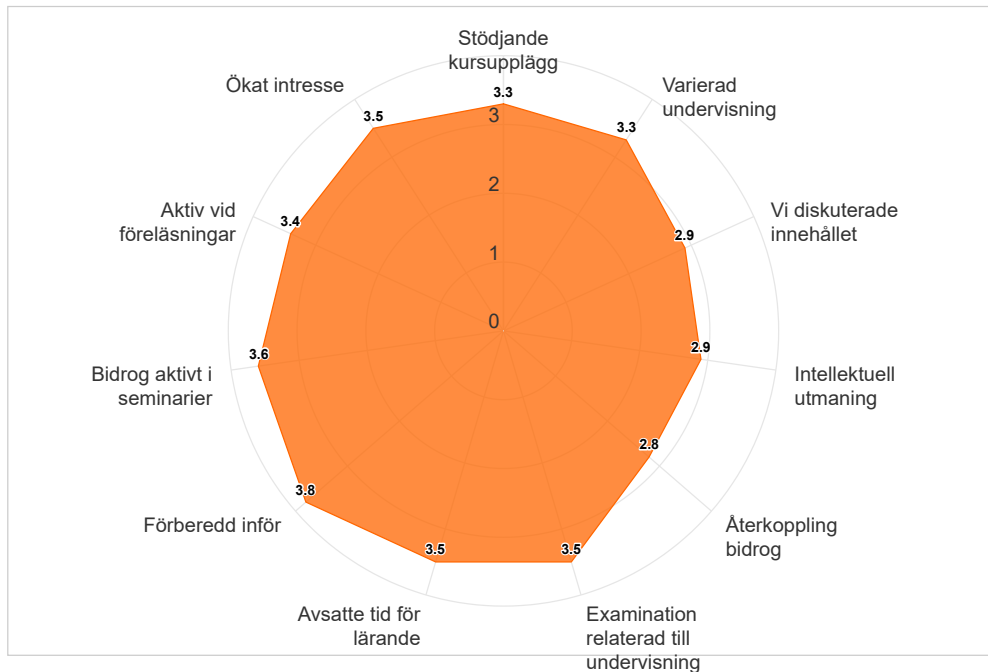 Stödjande
kursupplägg
3.3
Varierad
undervisning
3.3
Vi diskuterade
innehållet
2.9
Intellektuell
utmaning
2.9
Återkoppling
bidrog
2.8
Examination
relaterad till
undervisning
3.5
Avsatte tid för
lärande
3.5
Förberedd inför
3.8
Bidrog aktivt i
seminarier
3.6
Aktiv vid
föreläsningar
3.4
Ökat intresse
3.5
3
2
1
0